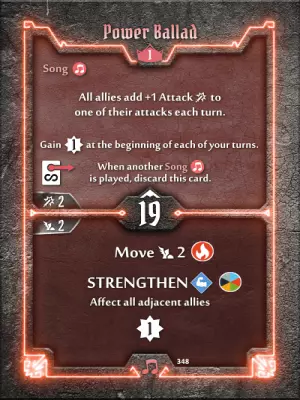 Power Ballad
1
Song
All allies add +1 Attack to
one of their attacks each turn.
Gain 1 at the beginning of each of your turns.
When another Song
is played, discard this card.
2
19
2
Move 2
STRENGTHEN
Affect all adjacent allies
1
348